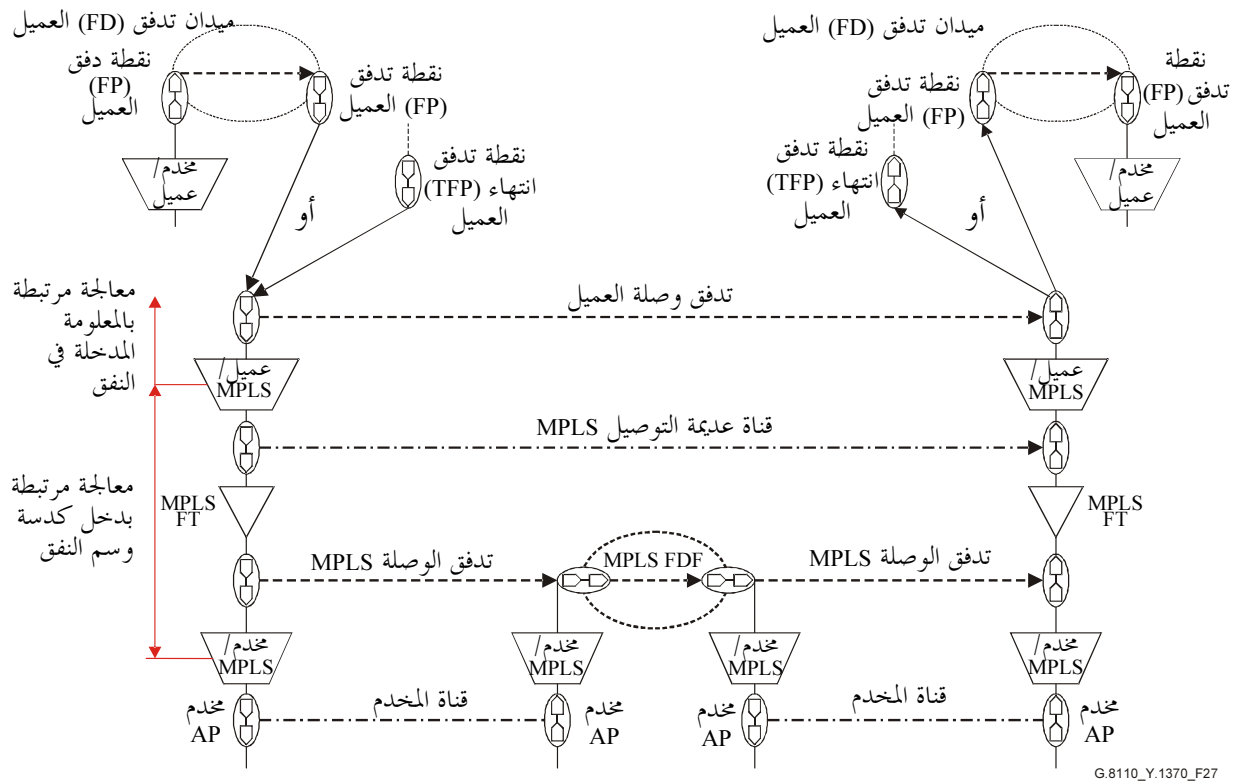 ميدان تدفق (FD) العميل
نقطة دفق
(FP)
العميل
نقطة تدفق
(FP) العميل
مخدم/
عميل
نقطة تدفق
انتهاء (TFP)
العميل
أو
ميدان تدفق (FD) العميل
نقطة
تدفق (FP)
العميل
نقطة تدفق
(FP) العميل
مخدم/
عميل
نقطة تدفق
انتهاء (TFP)
العميل
أو
معالجة مرتبطة
بالمعلومة
المدخلة في
النفق
تدفق وصلة العميل
عميل/
MPLS
عميل/
MPLS
قناة عديمة التوصيل MPLS
معالجة مرتبطة
بدخل كدسة
وسم النفق
MPLS
FT
MPLS
FT
تدفق الوصلة MPLS
MPLS FDF
تدفق الوصلة MPLS
مخدم/
MPLS
مخدم/
MPLS
مخدم/
MPLS
مخدم/
MPLS
مخدم
AP
قناة المخدم
مخدم
AP
مخدم
AP
قناة المخدم
مخدم
AP
G.8110_Y.1370_F27